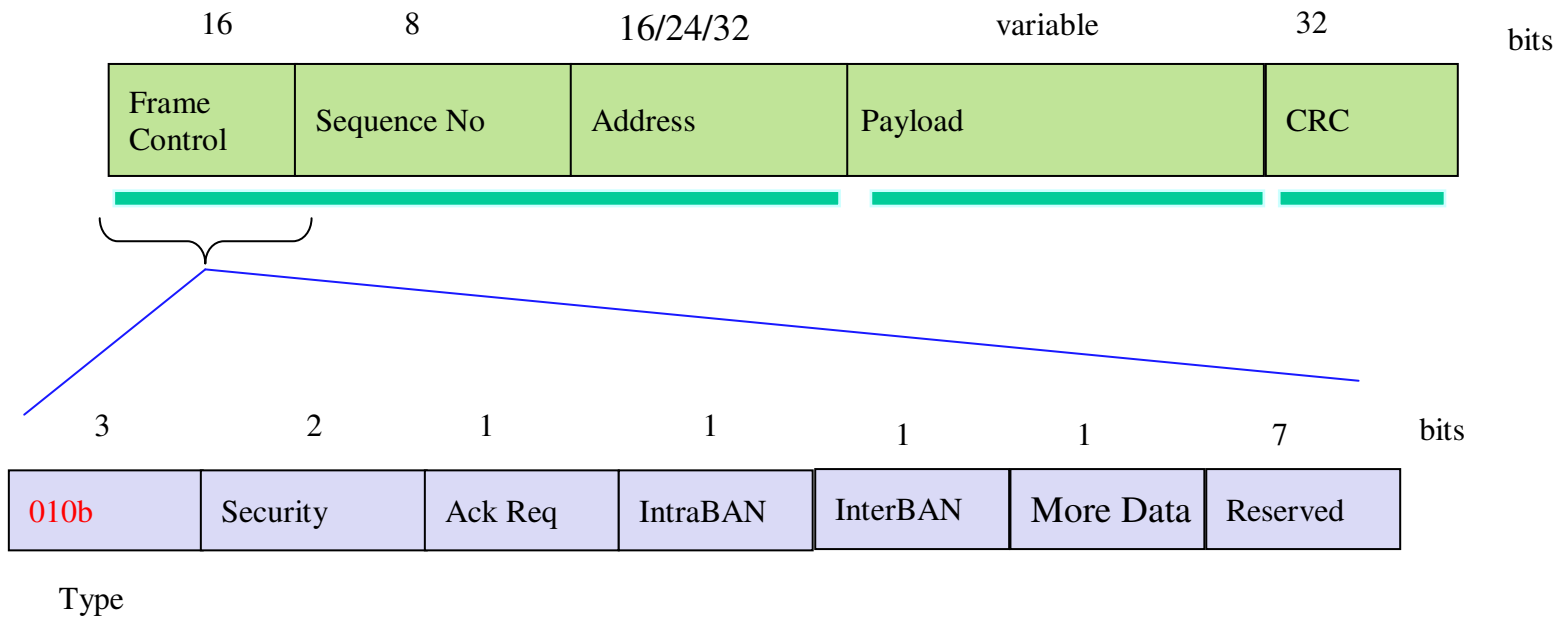 16 8 16/24/32 variable 32 bits
Frame Control Sequence No Address Payload CRC
3 2 1 1 1 1 7 bits
010b Security Ack Req IntraBAN InterBAN More Data Reserved
Type